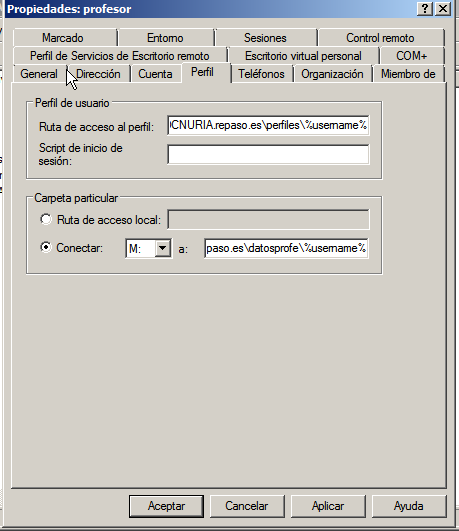 Propiedades: profesor
Marcado Entorno Sesiones Control remoto
Perfil de Servicios de Escritorio remoto Escritorio virtual personal COM+
General Dirección Cuenta Perfil Teléfonos Organización Miembro de
Perfil de usuario
Ruta de acceso al perfil: CNURIA.repaso.es\perfiles\%username%
Script de inicio de
sesión:
Carpeta particular
Ruta de acceso local:
Conectar: M: a: paso.es\datosprofe\%username%
Aceptar Cancelar Aplicar Ayuda